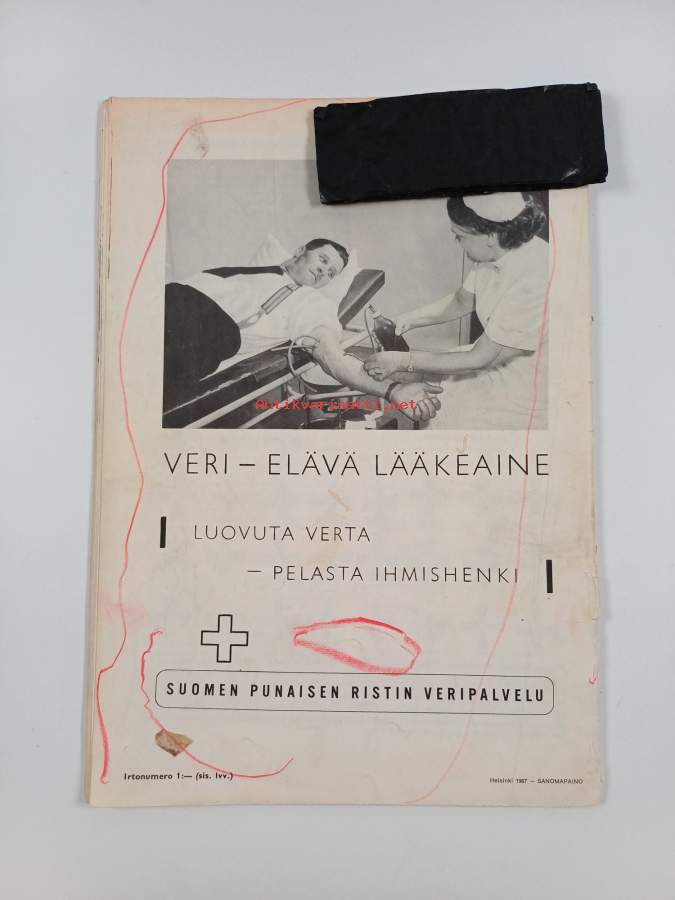 Antikvariaatti.net
VERI – ELÄVÄ LÄÄKEAINE
LUOVUTA VERTA
– PELASTA IHMISHENKI
SUOMEN PUNAISEN RISTIN VERIPALVELU
Irtonumero 1:— (sis. lvv.)
Helsinki 1967 — SANOMAPAINO